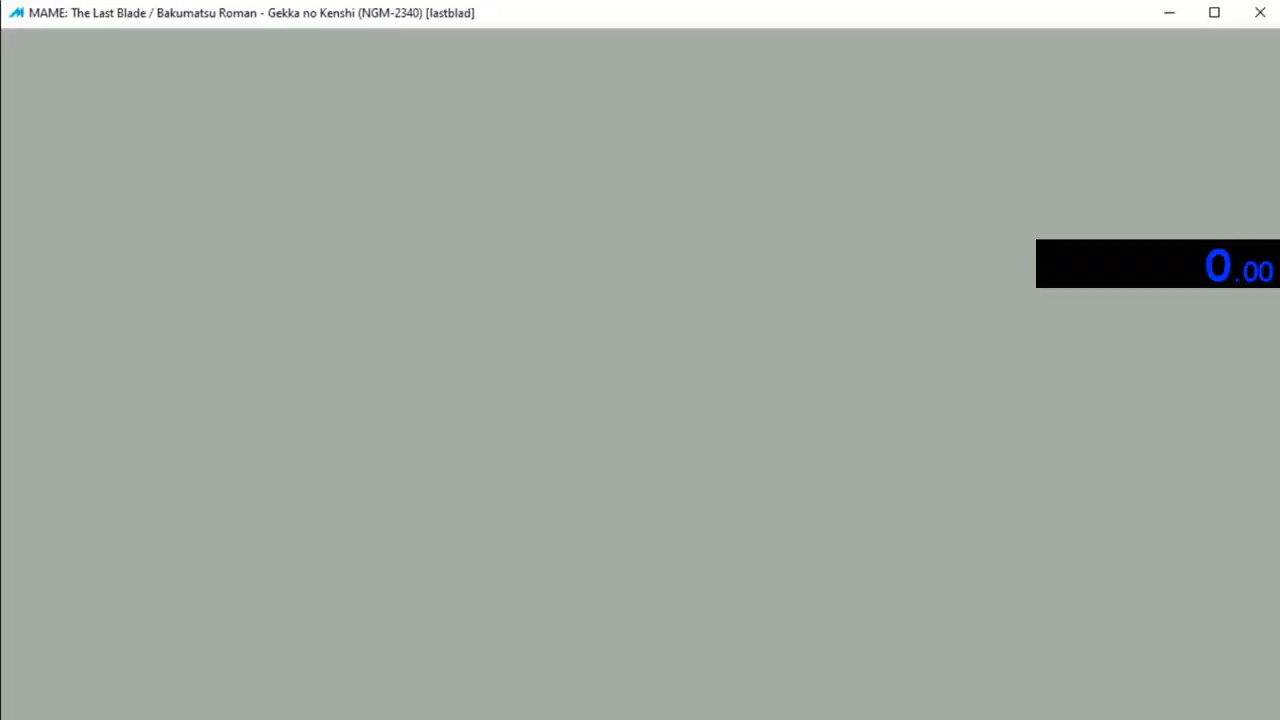 MAME: The Last Blade / Bakumatsu Roman - Gekka no Kenshi (NGM-2340) [lastblad]
0.00